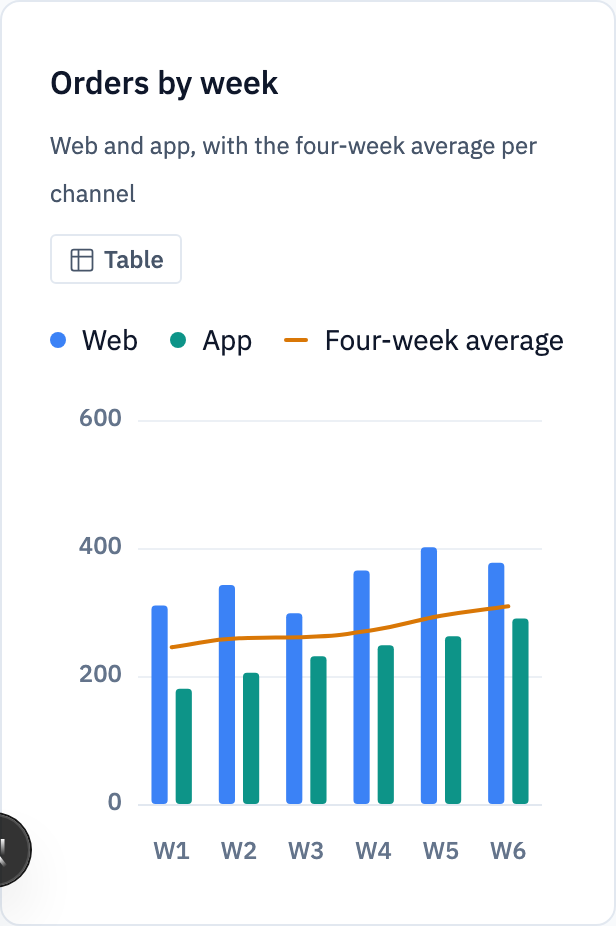 Orders by week
Web and app, with the four-week average per
channel
Table
Web App Four-week average
600
400
200
0
W1 W2 W3 W4 W5 W6